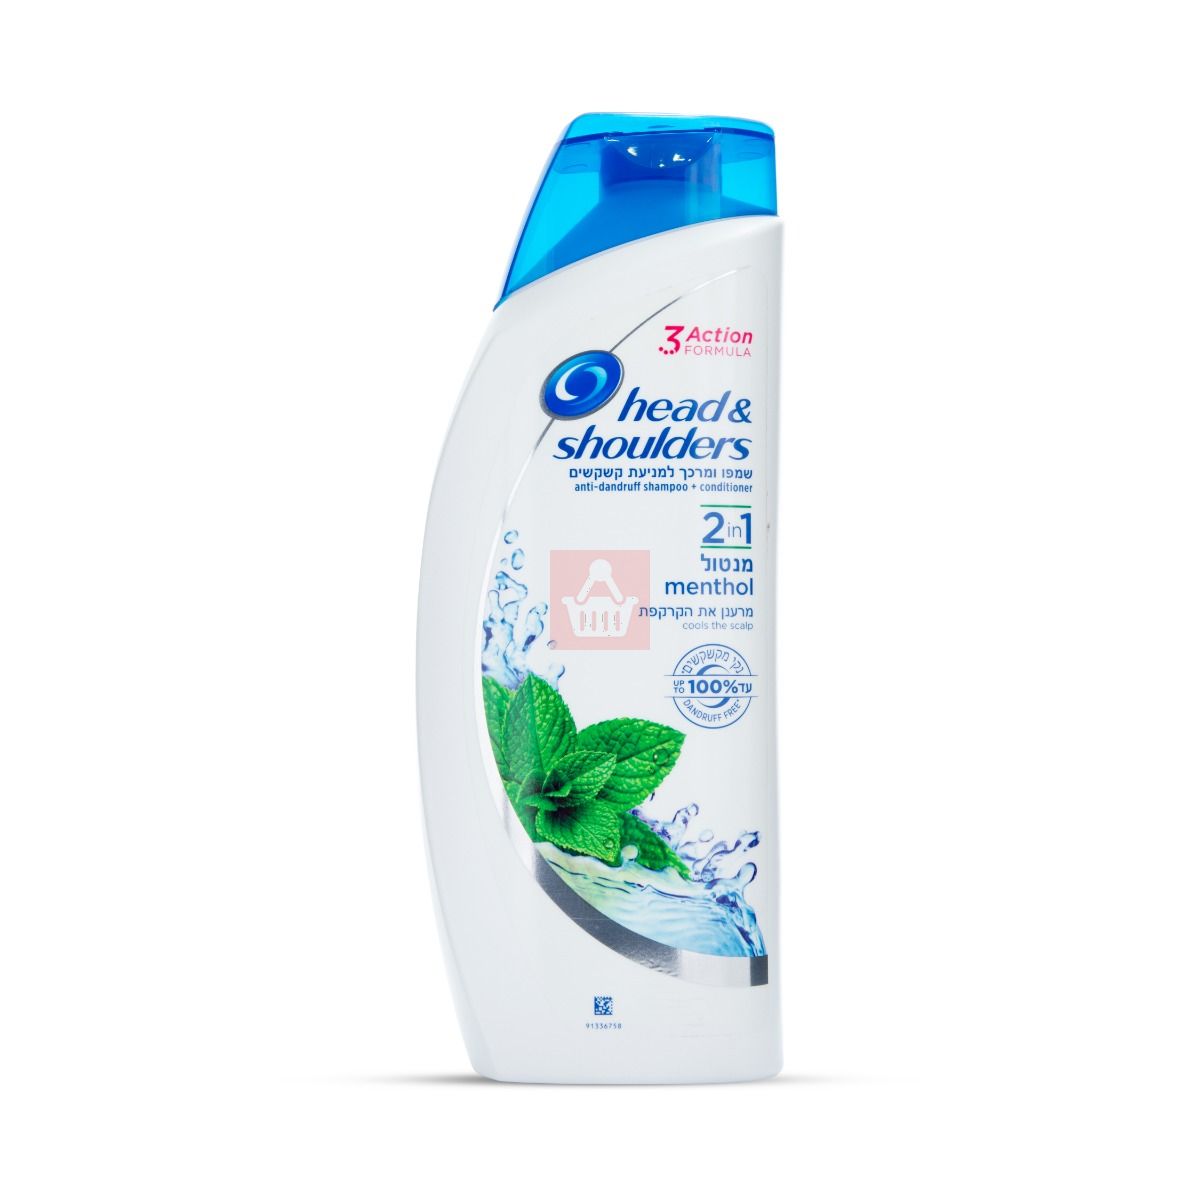 3 Action
FORMULA
head &
shoulders
שמפו ומרכך למניעת קשקשים
anti-dandruff shampoo + conditioner
2in1
מנטול
menthol
מרענן את הקרקפת
cools the scalp
נקי מקשקשים*
UP TO 100% עד
DANDRUFF FREE*
91336758